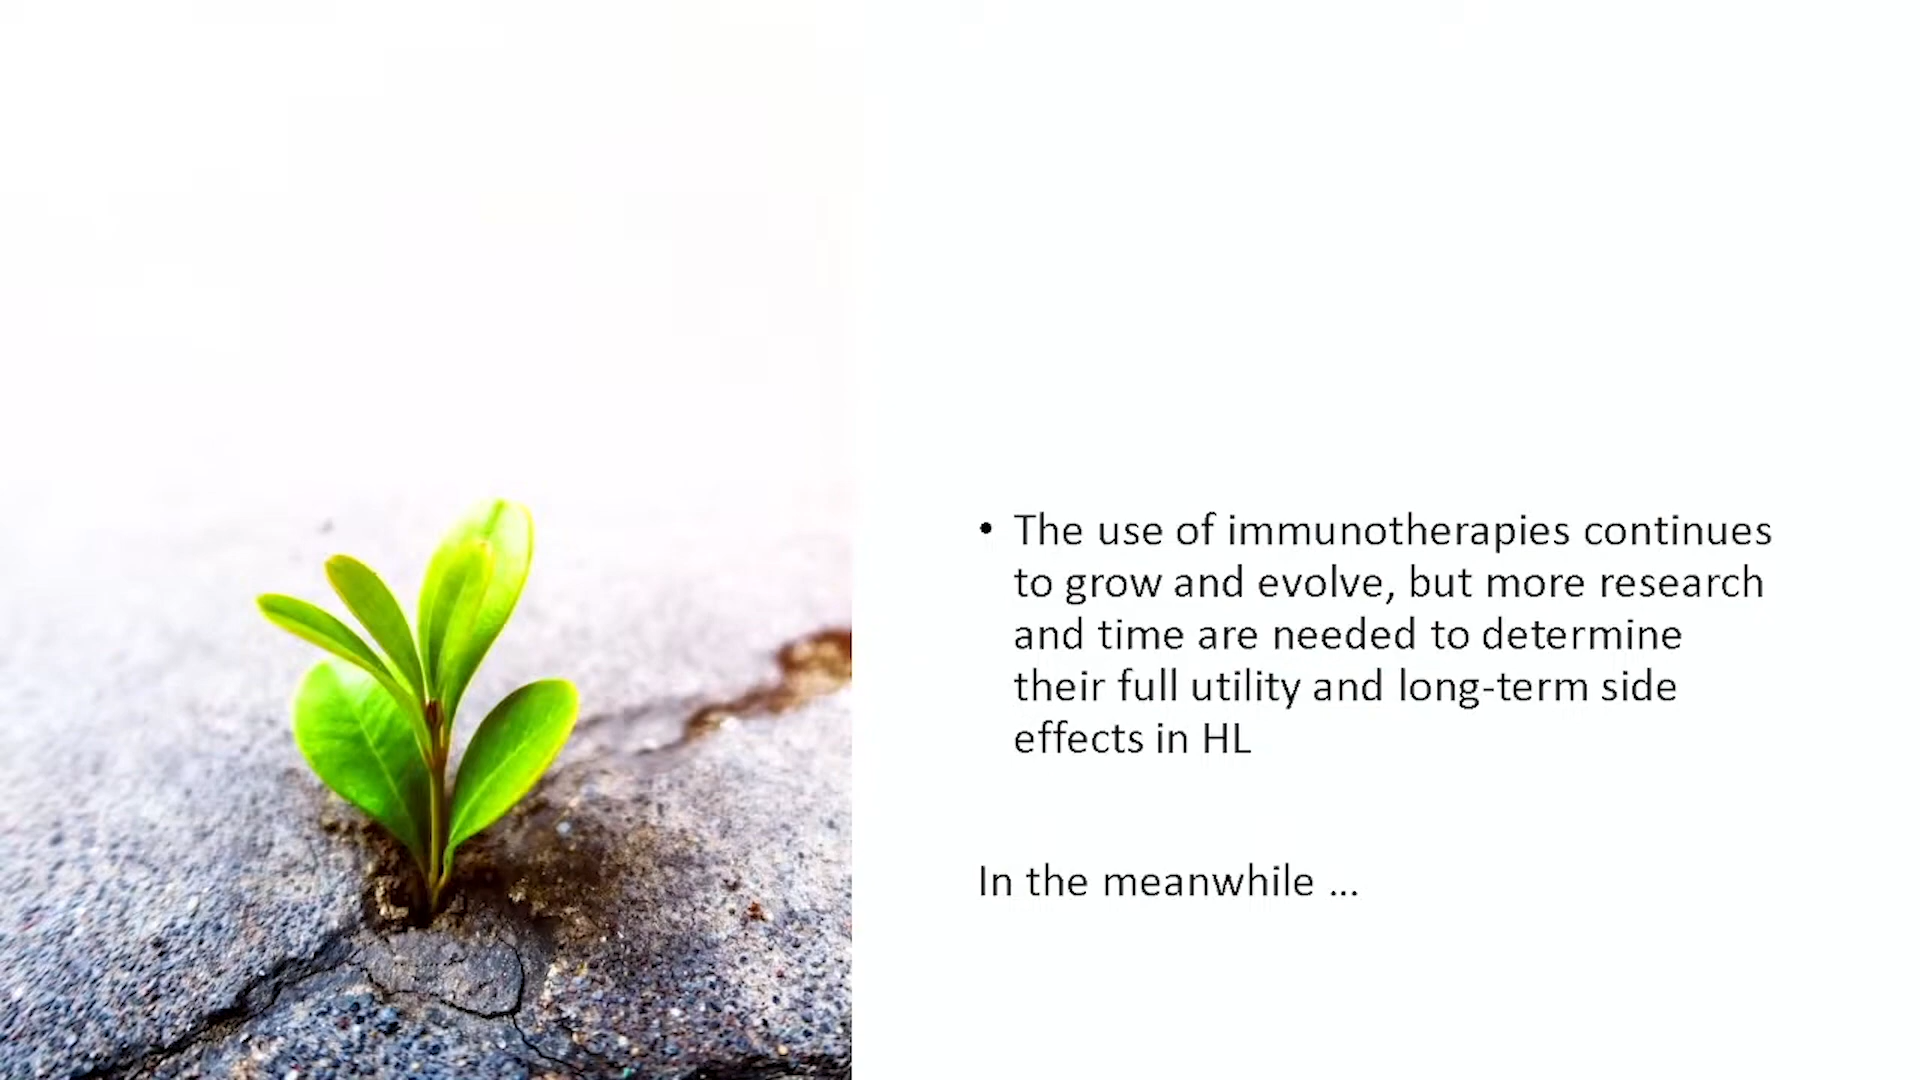 • The use of immunotherapies continues
to grow and evolve, but more research
and time are needed to determine
their full utility and long-term side
effects in HL
In the meanwhile ...